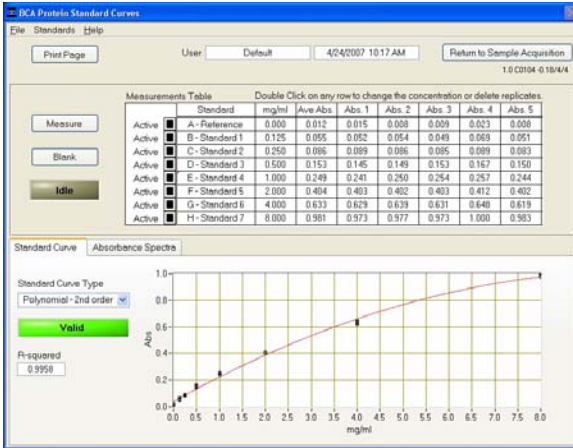 BCA Protein Standard Curves
File Standards Help
Print Page User Default 4/24/2007 10:17 AM Return to Sample Acquisition
1.0 C0104 -0.18/4/4
Measurements Table Double Click on any row to change the concentration or delete replicates.
Standard mg/ml Ave Abs. Abs. 1 Abs. 2 Abs. 3 Abs. 4 Abs. 5
Active A - Reference 0.000 0.012 0.015 0.008 0.009 0.023 0.008
Active B - Standard 1 0.125 0.055 0.052 0.054 0.049 0.069 0.051
Active C - Standard 2 0.250 0.086 0.089 0.086 0.085 0.089 0.083
Active D - Standard 3 0.500 0.153 0.145 0.149 0.153 0.167 0.150
Active E - Standard 4 1.000 0.249 0.241 0.250 0.254 0.257 0.244
Active F - Standard 5 2.000 0.404 0.403 0.402 0.403 0.412 0.402
Active G - Standard 6 4.000 0.633 0.629 0.639 0.631 0.648 0.619
Active H - Standard 7 8.000 0.981 0.973 0.977 0.973 1.000 0.983
Measure
Blank
Idle
Standard Curve Absorbance Spectra
Standard Curve Type
Polynomial - 2nd order
Valid
R-squared
0.9958
Abs
1.0
0.8
0.6
0.4
0.2
0.0
0.0 0.5 1.0 1.5 2.0 2.5 3.0 3.5 4.0 4.5 5.0 5.5 6.0 6.5 7.0 7.5 8.0
mg/ml